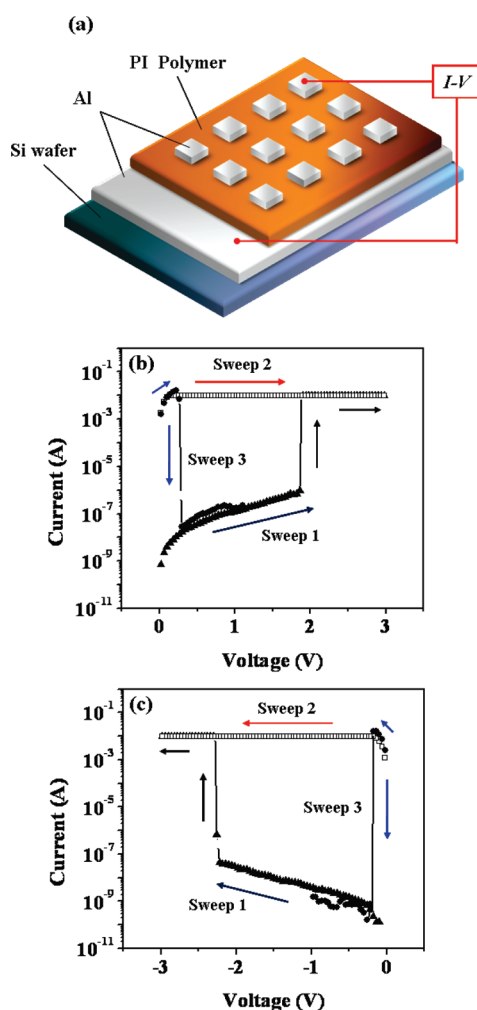 (a)
PI Polymer
I-V
Al
Si wafer
(b)
Sweep 2
Sweep 3
Sweep 1
10⁻¹
10⁻³
10⁻⁵
10⁻⁷
10⁻⁹
10⁻¹¹
Current (A)
0 1 2 3
Voltage (V)
(c)
Sweep 2
Sweep 3
Sweep 1
10⁻¹
10⁻³
10⁻⁵
10⁻⁷
10⁻⁹
10⁻¹¹
Current (A)
-3 -2 -1 0
Voltage (V)